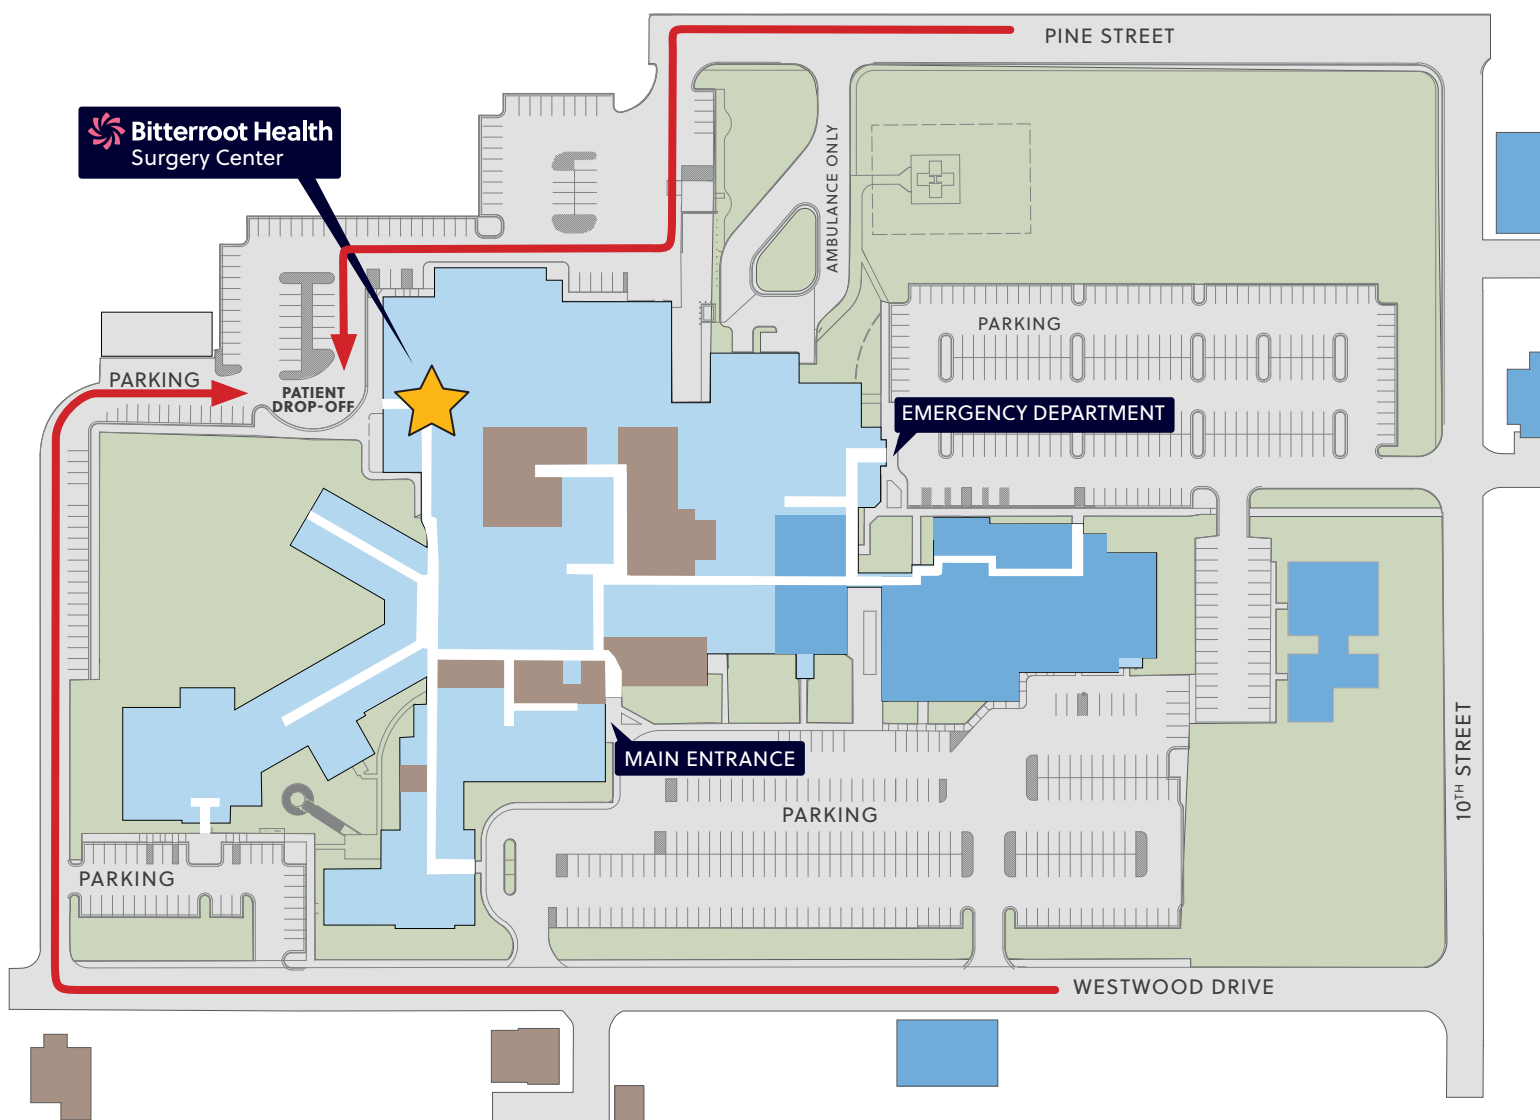 PINE STREET
Bitterroot Health
Surgery Center
AMBULANCE ONLY
PARKING
PARKING
PATIENT
DROP-OFF
EMERGENCY DEPARTMENT
MAIN ENTRANCE
10TH STREET
PARKING
PARKING
WESTWOOD DRIVE
H